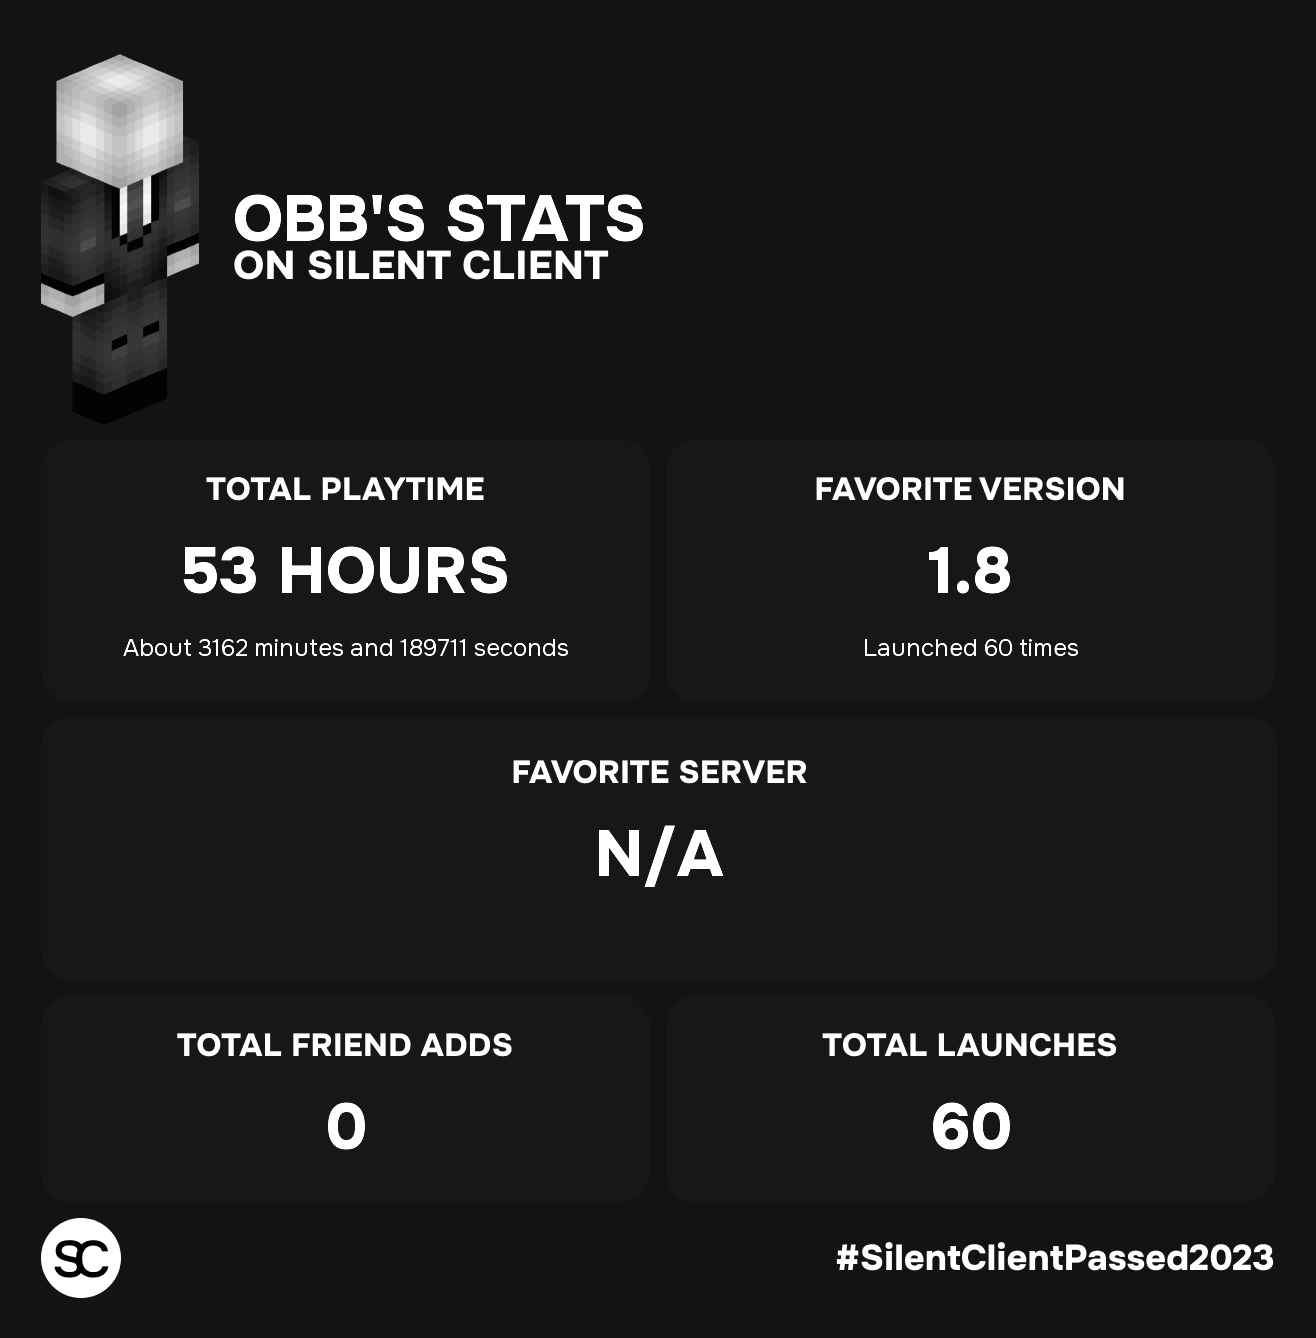 OBB'S STATS
ON SILENT CLIENT
TOTAL PLAYTIME
53 HOURS
About 3162 minutes and 189711 seconds
FAVORITE VERSION
1.8
Launched 60 times
FAVORITE SERVER
N/A
TOTAL FRIEND ADDS
0
TOTAL LAUNCHES
60
SC
#SilentClientPassed2023